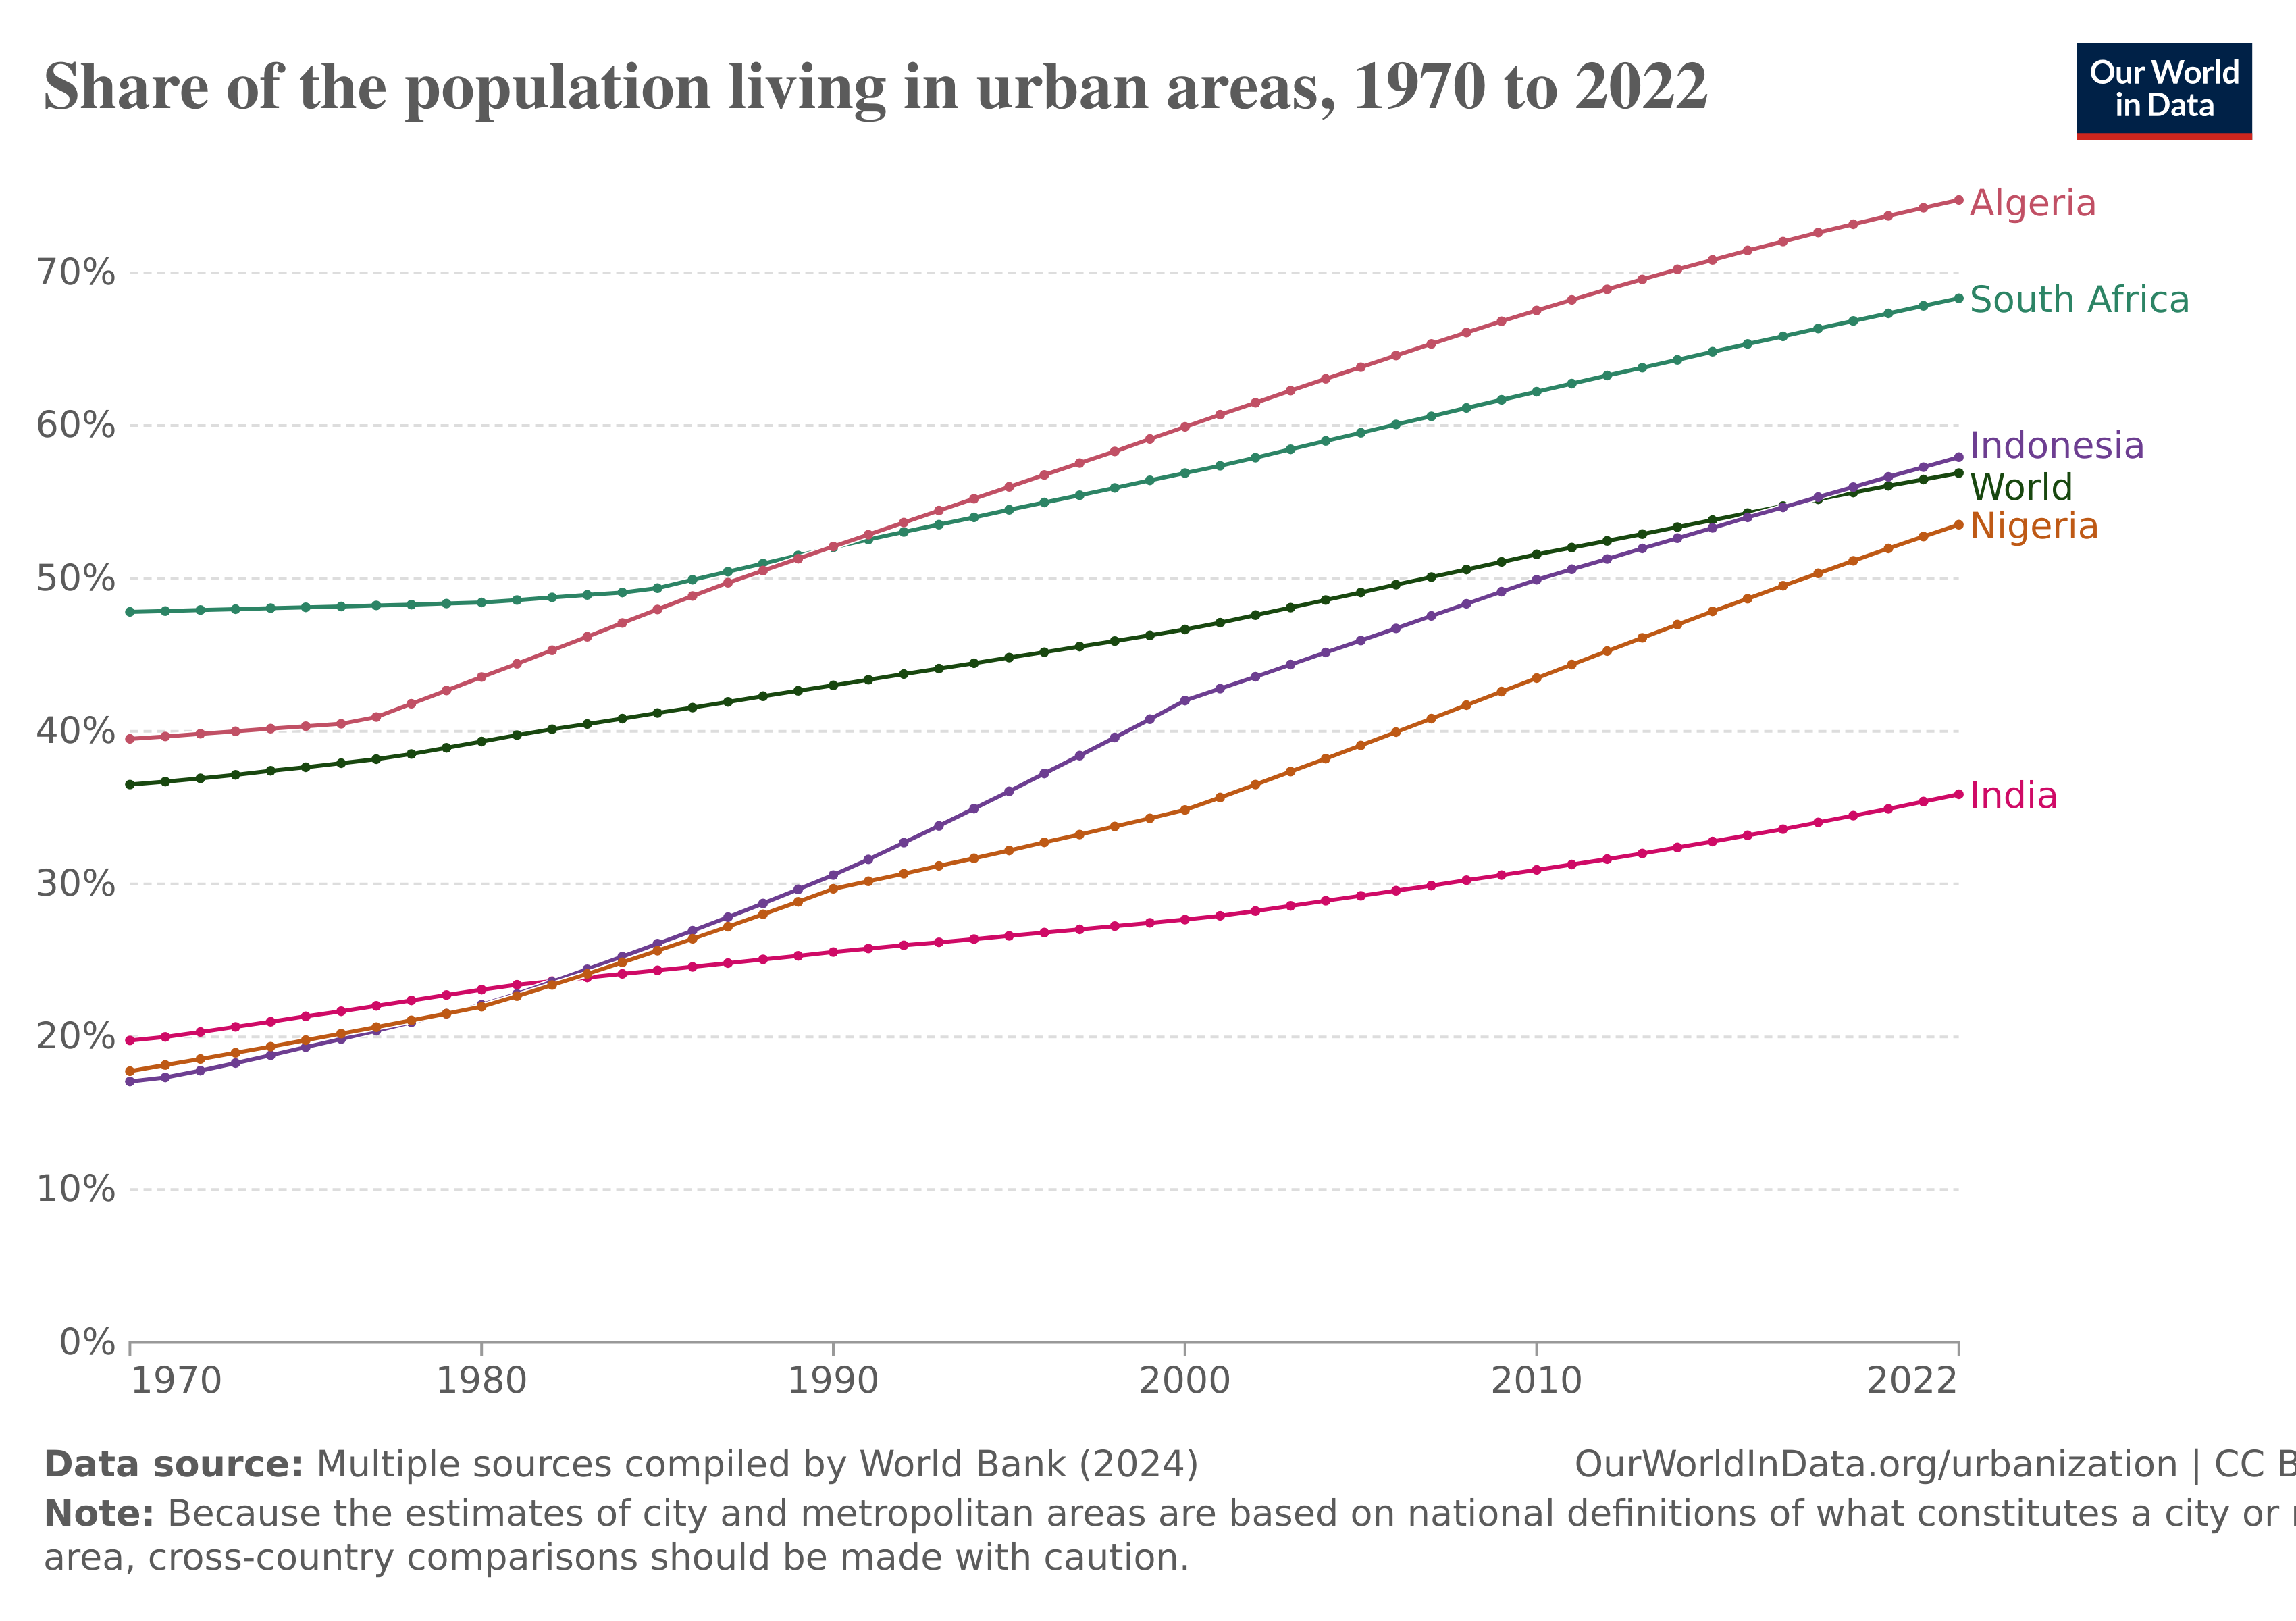 Share of the population living in urban areas, 1970 to 2022
Our World
in Data
Algeria
70%
South Africa
60%
Indonesia
World
Nigeria
50%
40%
India
30%
20%
10%
0%
1970 1980 1990 2000 2010 2022
Data source: Multiple sources compiled by World Bank (2024) OurWorldInData.org/urbanization | CC
Note: Because the estimates of city and metropolitan areas are based on national definitions of what constitutes a city or
area, cross-country comparisons should be made with caution.